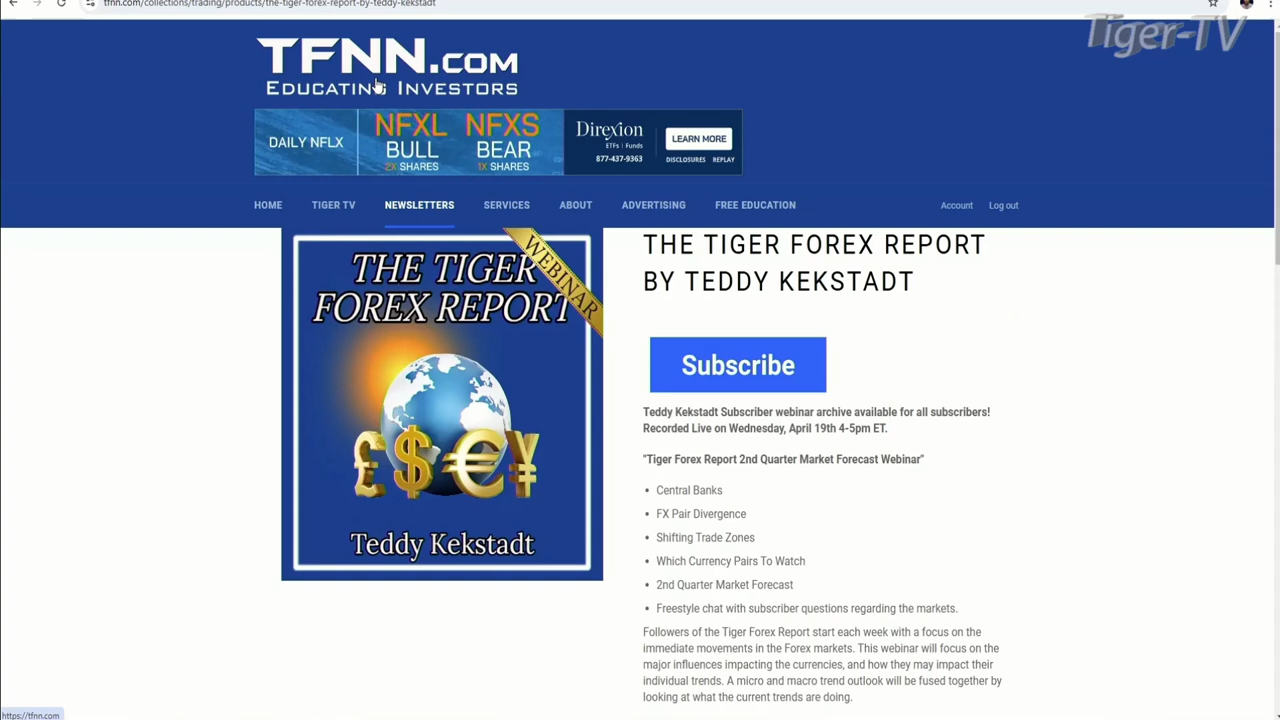 tfnn.com/collections/trading/products/the-tiger-forex-report-by-teddy-kekstadt
Tiger-TV
TFNN.COM
EDUCATING INVESTORS
DAILY NFLX
NFXL
BULL
2X SHARES
NFXS
BEAR
1X SHARES
Direxion
ETFs | Funds
877-437-9363
LEARN MORE
DISCLOSURES REPLAY
HOME TIGER TV NEWSLETTERS SERVICES ABOUT ADVERTISING FREE EDUCATION Account Log out
WEBINAR
THE TIGER
FOREX REPORT
£$€¥
Teddy Kekstadt
THE TIGER FOREX REPORT
BY TEDDY KEKSTADT
Subscribe
Teddy Kekstadt Subscriber webinar archive available for all subscribers!
Recorded Live on Wednesday, April 19th 4-5pm ET.
"Tiger Forex Report 2nd Quarter Market Forecast Webinar"
• Central Banks
• FX Pair Divergence
• Shifting Trade Zones
• Which Currency Pairs To Watch
• 2nd Quarter Market Forecast
• Freestyle chat with subscriber questions regarding the markets.
Followers of the Tiger Forex Report start each week with a focus on the
immediate movements in the Forex markets. This webinar will focus on the
major influences impacting the currencies, and how they may impact their
individual trends. A micro and macro trend outlook will be fused together by
looking at what the current trends are doing.
https://tfnn.com